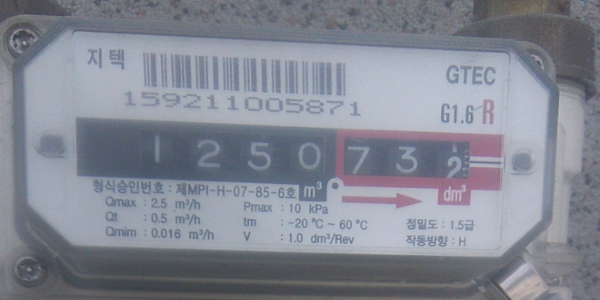 지텍
GTEC
159211005871
G1.6 R
1250 732
형식승인번호 : 제MPI-H-07-85-6호 m³ dm³
Qmax : 2.5 m³/h Pmax : 10 kPa
Qt : 0.5 m³/h tm : -20 °C ~ 60 °C 정밀도 : 1.5급
Qmim : 0.016 m³/h V : 1.0 dm³/Rev 작동방향 : H